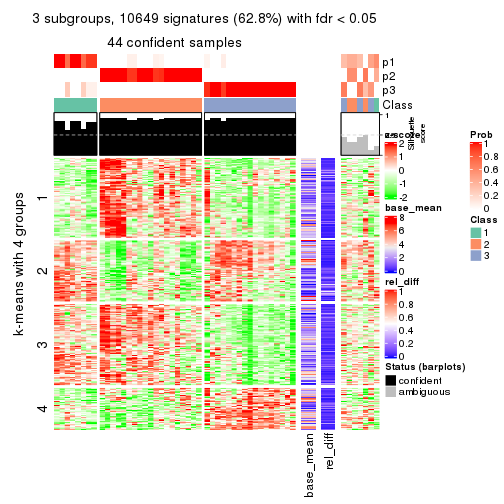 3 subgroups, 10649 signatures (62.8%) with fdr < 0.05
44 confident samples
p1
p2
p3
Class
1
Silhouette
score
k-means with 4 groups
1
2
3
4
base_mean
rel_diff
z-score
2
1
0
-1
-2
base_mean
8
6
4
2
0
rel_diff
1
0.8
0.6
0.4
0.2
0
Status (barplots)
confident
ambiguous
Prob
1
0.8
0.6
0.4
0.2
0
Class
1
2
3